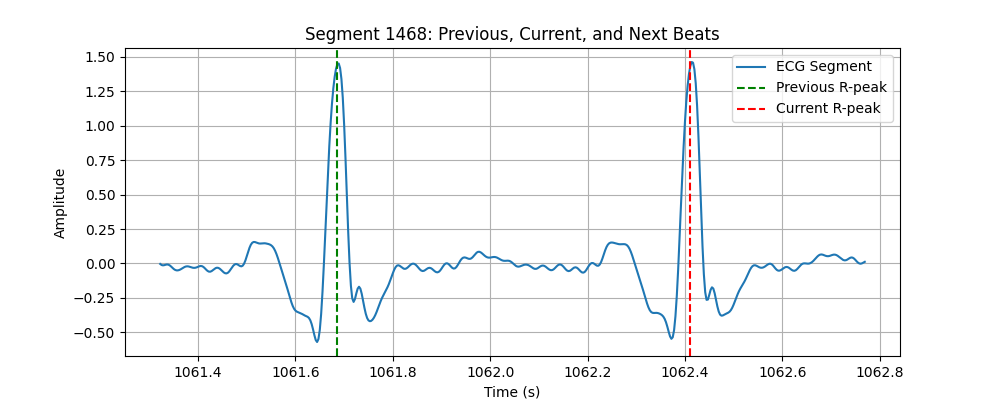 Segment 1468: Previous, Current, and Next Beats
ECG Segment
Previous R-peak
Current R-peak
Amplitude
1.50
1.25
1.00
0.75
0.50
0.25
0.00
−0.25
−0.50
1061.4 1061.6 1061.8 1062.0 1062.2 1062.4 1062.6 1062.8
Time (s)